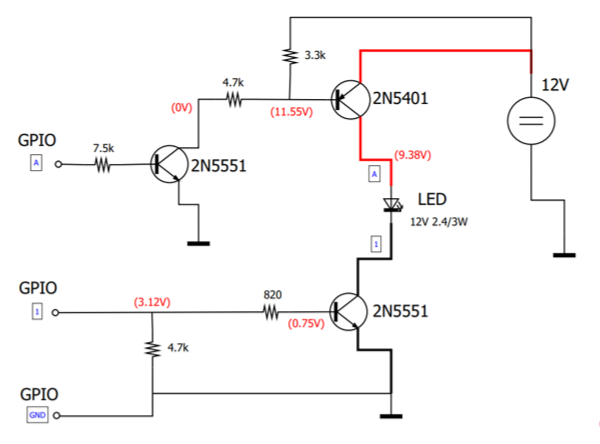 3.3k
12V
4.7k
2N5401
(0V)
(11.55V)
GPIO
A
7.5k
2N5551
(9.38V)
A
LED
12V 2.4/3W
1
GPIO
1
(3.12V)
820
(0.75V)
2N5551
4.7k
GPIO
GND